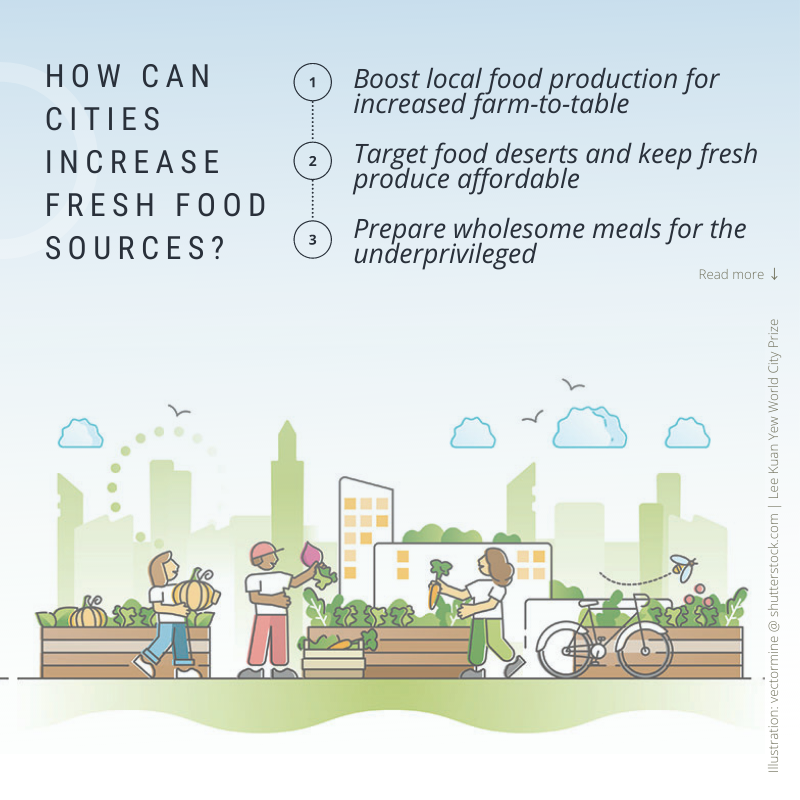 HOW CAN
CITIES
INCREASE
FRESH FOOD
SOURCES?
1
Boost local food production for
increased farm-to-table
2
Target food deserts and keep fresh
produce affordable
3
Prepare wholesome meals for the
underprivileged
Read more ↓
Illustration: vectormine @ shutterstock.com | Lee Kuan Yew World City Prize